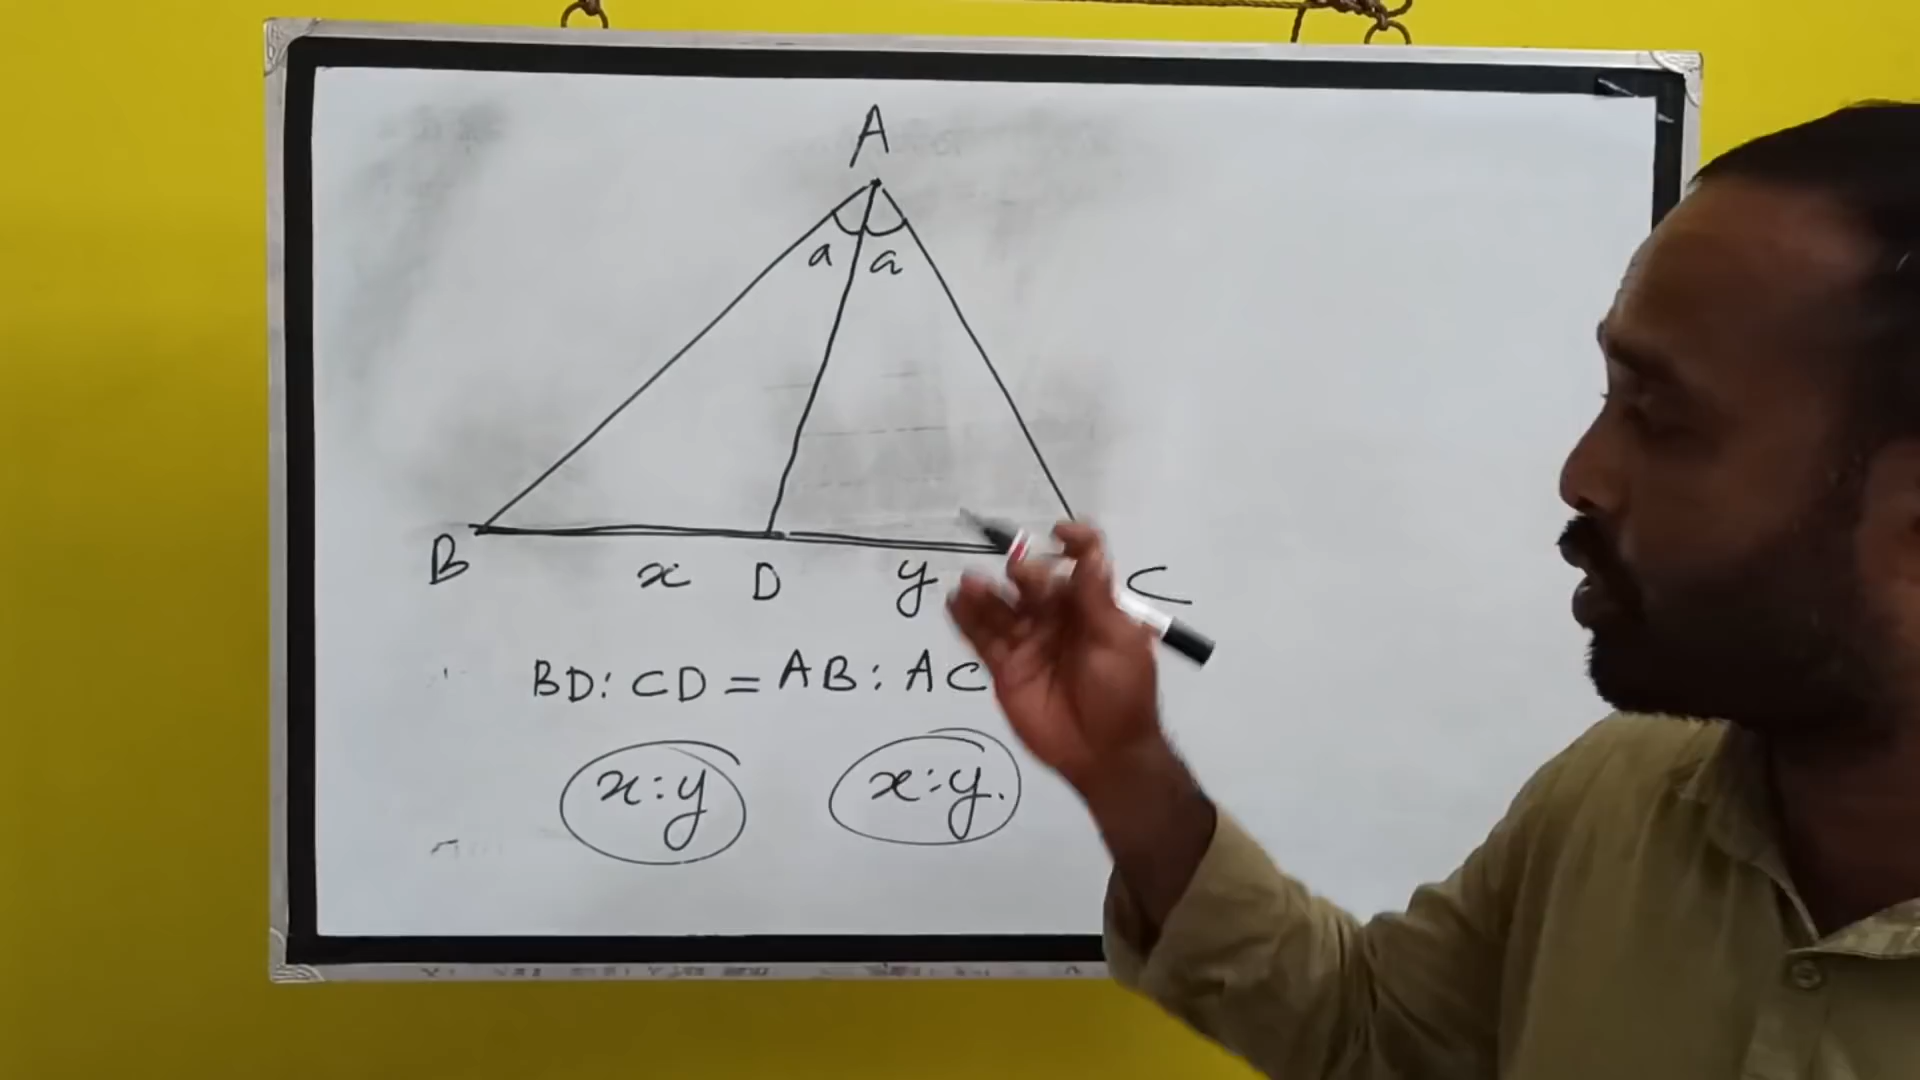 A
a a
B x D y C
BD : CD = AB : AC
x : y x : y.